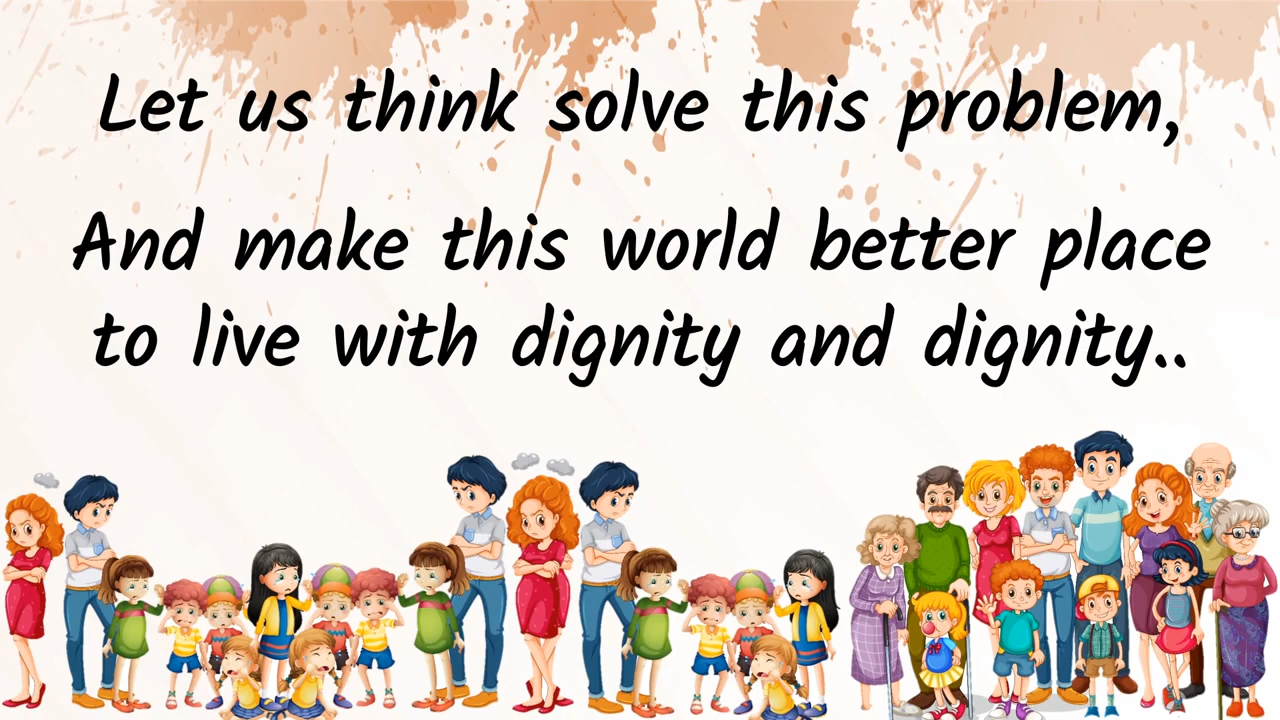 Let us think solve this problem,
And make this world better place
to live with dignity and dignity..